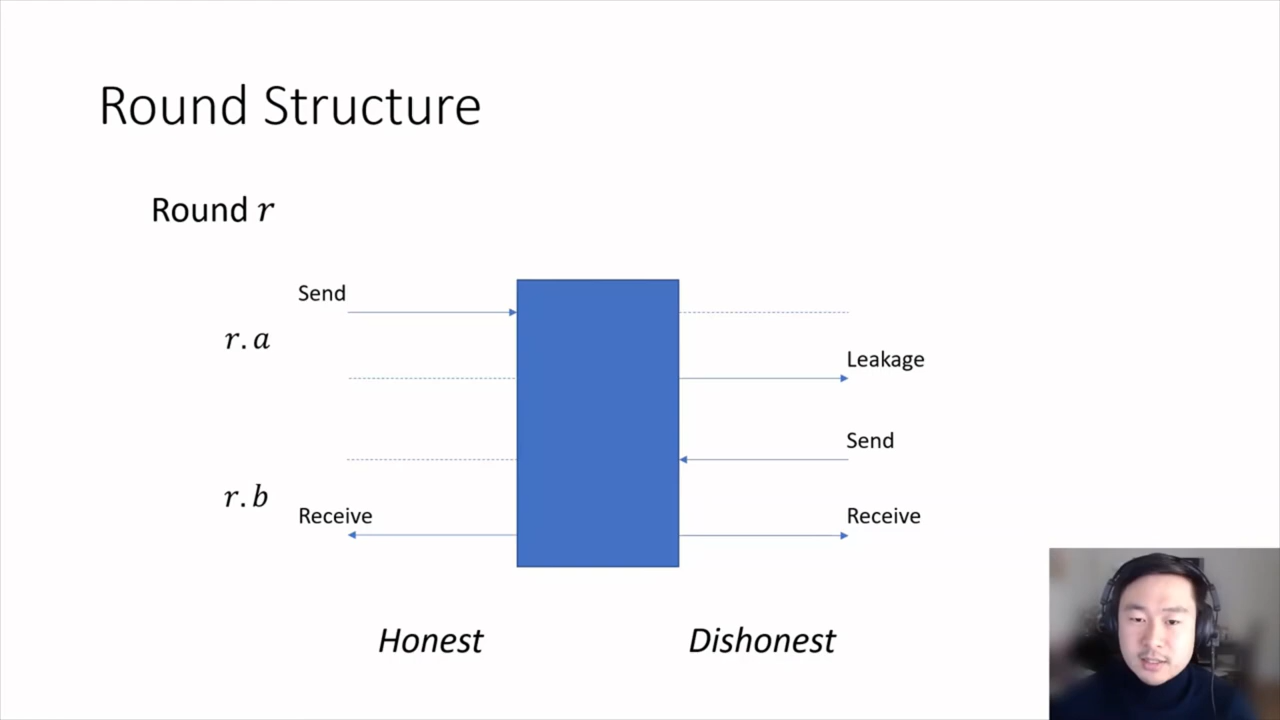 Round Structure
Round r
Send
r.a
Leakage
Send
r.b
Receive
Receive
Honest
Dishonest